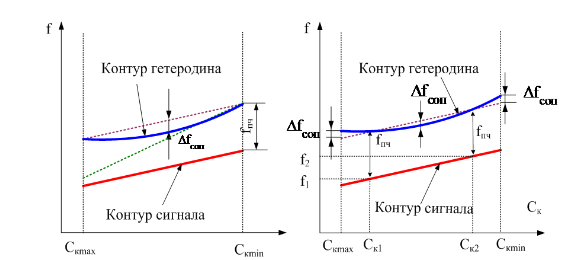 f
Контур гетеродина
Δfсоп
fпч
Контур сигнала
Cкmax
Cкmin
f
Контур гетеродина
Δfсоп
Δfсоп
Δfсоп
fпч
fпч
f2
f1
Контур сигнала
Cк
Cкmax
Cк1
Cк2
Cкmin